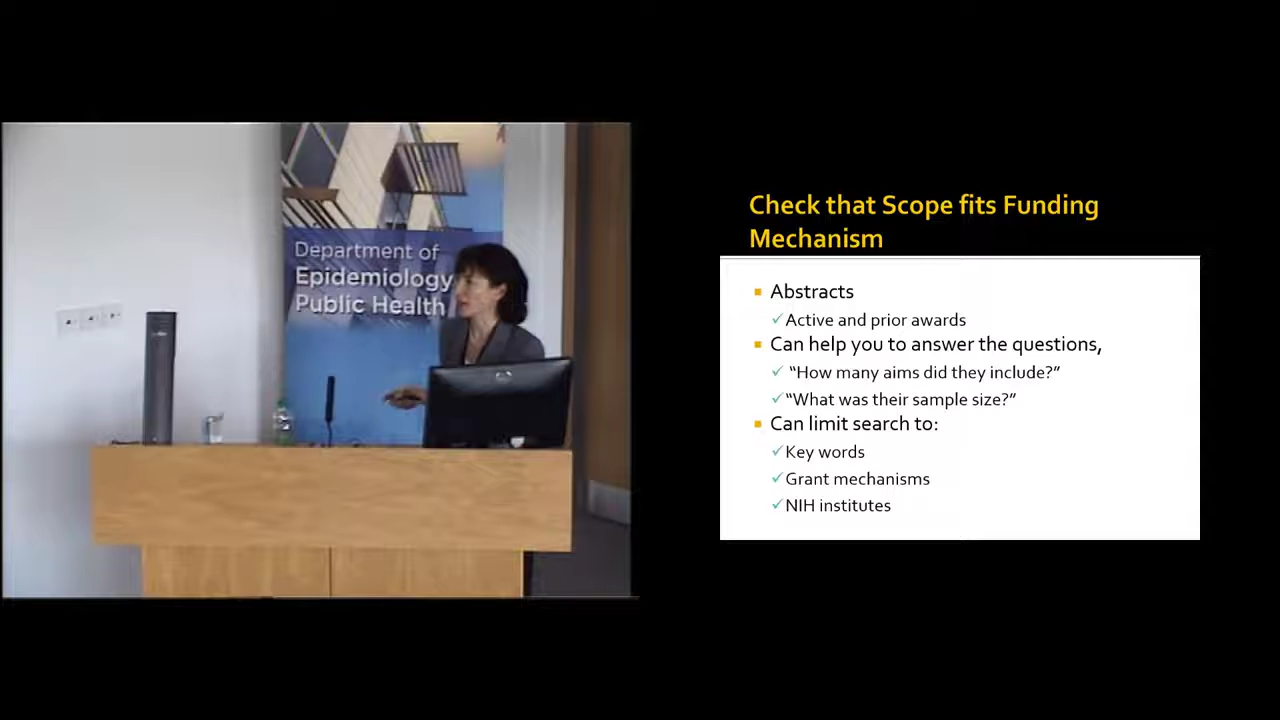 Department of
Epidemiology
Public Health
Check that Scope fits Funding
Mechanism
Abstracts
Active and prior awards
Can help you to answer the questions,
“How many aims did they include?”
“What was their sample size?”
Can limit search to:
Key words
Grant mechanisms
NIH institutes